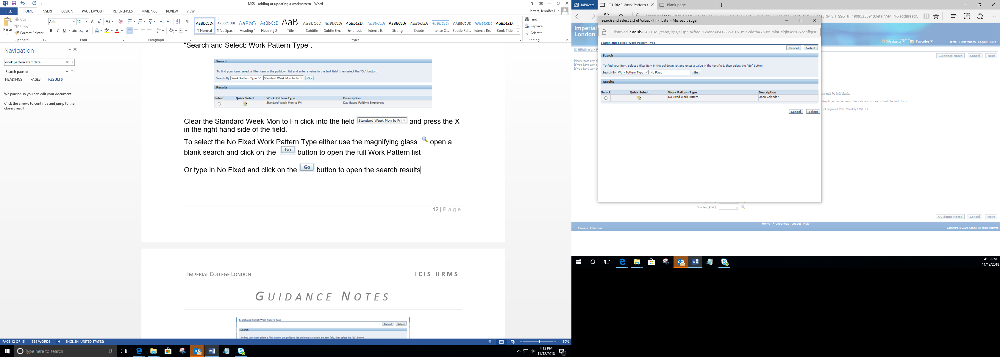 MSS - adding or updating a workpattern - Word
FILE HOME INSERT DESIGN PAGE LAYOUT REFERENCES MAILINGS REVIEW VIEW
Jarrett, Jennifer L
Paste
Cut
Copy
Format Painter
Clipboard
Arial 12
Font
Paragraph
AaBbCcDc AaBbCcDdE AaBbC AaBbCcE AaBl AaBbCcD AaBbCcDt AaBbCcDt AaBbCcDt AaBbCcDc AaBbCcDt AaBbCcDt AABBCCDD AABBCCDE AaBbCcDt
¶ Normal ¶ No Spac... Heading 1 Heading 2 Title Subtitle Subtle Em... Emphasis Intense E... Strong Quote Intense Q... Subtle Ref... Intense Re... Book Title
Styles
Find
Replace
Select
Editing
Navigation
work pattern start date
Search paused
HEADINGS PAGES RESULTS
We paused so you can edit your document.
Click the arrows to continue and jump to the
closest result.
“Search and Select: Work Pattern Type”.
Search
To find your item, select a filter item in the pulldown list and enter a value in the text field, then select the "Go" button.
Search By Work Pattern Type Standard Week Mon to Fri × Go
Results
Select Quick Select Work Pattern Type Description
Standard Week Mon to Fri Day Based Fulltime Employees
Clear the Standard Week Mon to Fri click into the field Standard Week Mon to Fri × and press the X
in the right hand side of the field.
To select the No Fixed Work Pattern Type either use the magnifying glass open a
blank search and click on the Go button to open the full Work Pattern list
Or type in No Fixed and click on the Go button to open the search results.
12 | Page
IMPERIAL COLLEGE LONDON ICIS HRMS
GUIDANCE NOTES
Search and Select: Work Pattern Type
Cancel Select
Search
To find your item, select a filter item in the pulldown list and enter a value in the text field, then select the "Go" button.
PAGE 12 OF 15 1539 WORDS ENGLISH (UNITED STATES)
150%
Type here to search
4:13 PM
11/12/2018
InPrivate IC HRMS Work Pattern Blank page
Search and Select List of Values - [InPrivate] - Microsoft Edge
icistrn.ad.ic.ac.uk/OA_HTML/cabo/jsps/a.jsp?_t=fredRC&enc=ISO-8859-1&_minWidth=750&_minHeight=550&configNa
Search and Select: Work Pattern Type
Cancel Select
Search
To find your item, select a filter item in the pulldown list and enter a value in the text field, then select the "Go" button.
Search By Work Pattern Type No Fixed Go
Results
Select Quick Select Work Pattern Type Description
No Fixed Work Pattern Open Calendar
Cancel Select
Imperial
London
Navigator Favorites Home Preferences Logout Help
IC HRMS Work P
Guidance Notes Cancel Next
Please note any
If you have any
If you have any
should be left blank.
displayed in decimals. Periods not worked should be left blank.
not required (WP Weekly ONLY)
Sunday (P.M.)
Guidance Notes Cancel Next
Home Preferences Logout Help
Privacy Statement
Copyright (c) 2006, Oracle. All rights reserved.
4:13 PM
11/12/2018